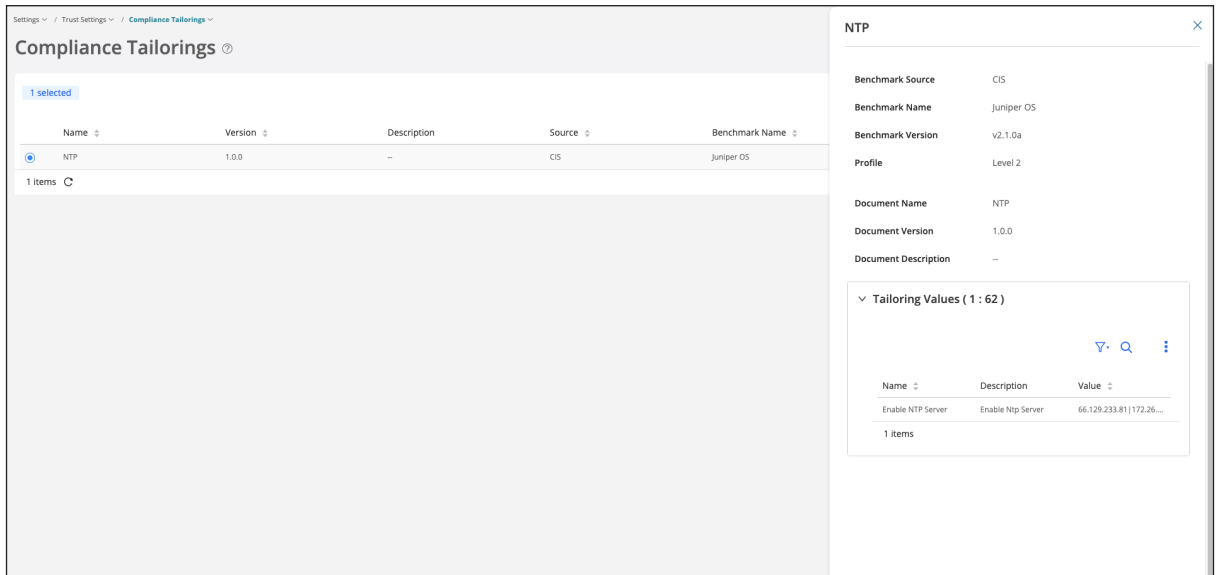 Settings / Trust Settings / Compliance Tailorings
Compliance Tailorings ?
1 selected
Name Version Description Source Benchmark Name
NTP 1.0.0 -- CIS Juniper OS
1 items
NTP
Benchmark Source CIS
Benchmark Name Juniper OS
Benchmark Version v2.1.0a
Profile Level 2
Document Name NTP
Document Version 1.0.0
Document Description --
Tailoring Values ( 1 : 62 )
Name Description Value
Enable NTP Server Enable Ntp Server 66.129.233.81|172.26....
1 items